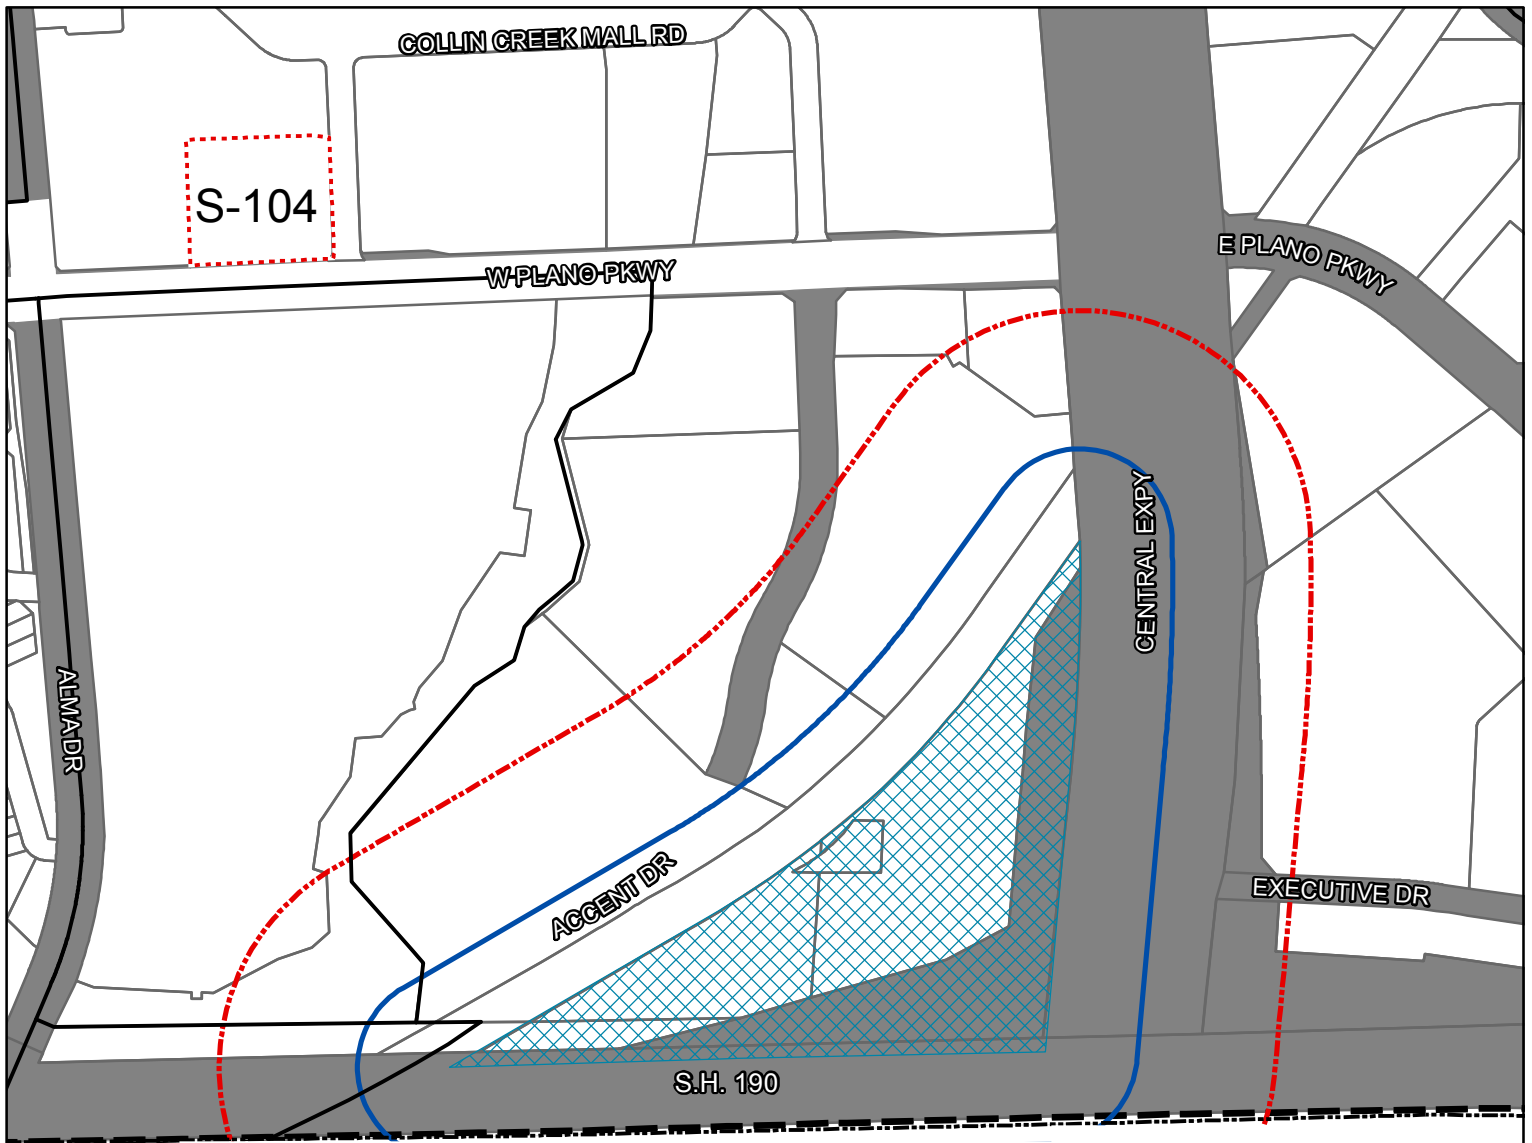 COLLIN CREEK MALL RD
S-104
E PLANO PKWY
W PLANO PKWY
CENTRAL EXPY
ALMA DR
ACCENT DR
EXECUTIVE DR
S.H. 190